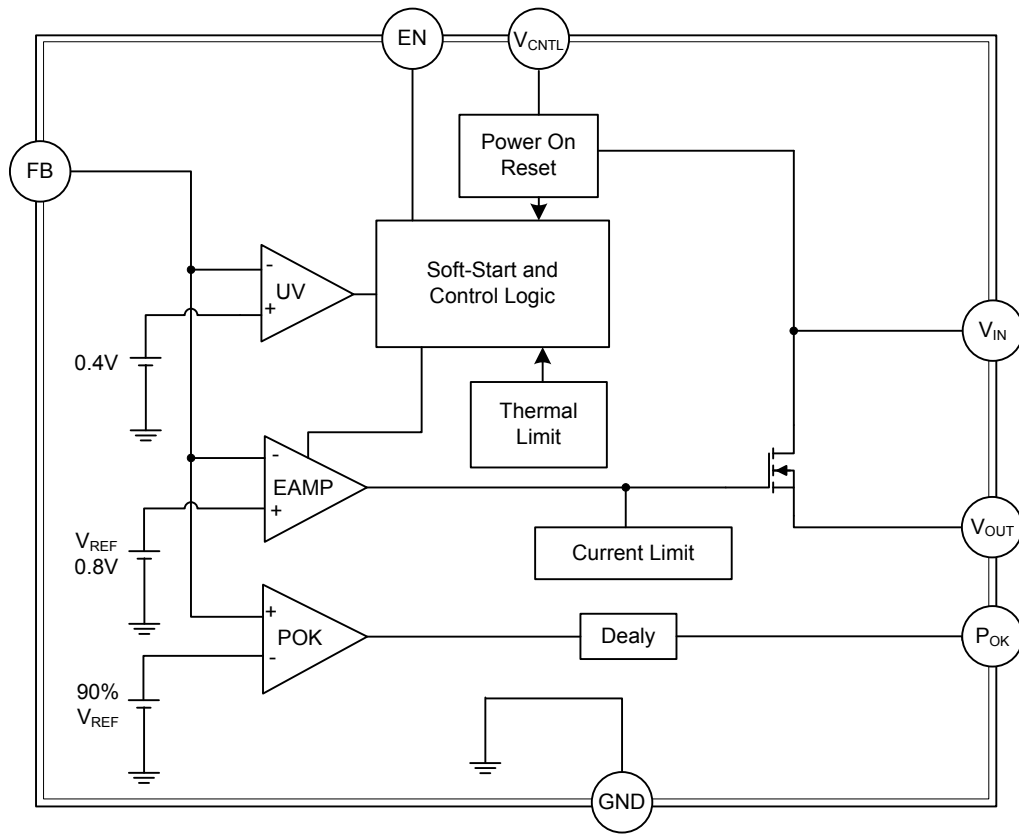 EN
VCNTL
Power On
Reset
FB
Soft-Start and
Control Logic
-
UV
+
0.4V
VIN
Thermal
Limit
-
EAMP
+
VREF
0.8V
VOUT
Current Limit
+
POK
-
Dealy
POK
90%
VREF
GND